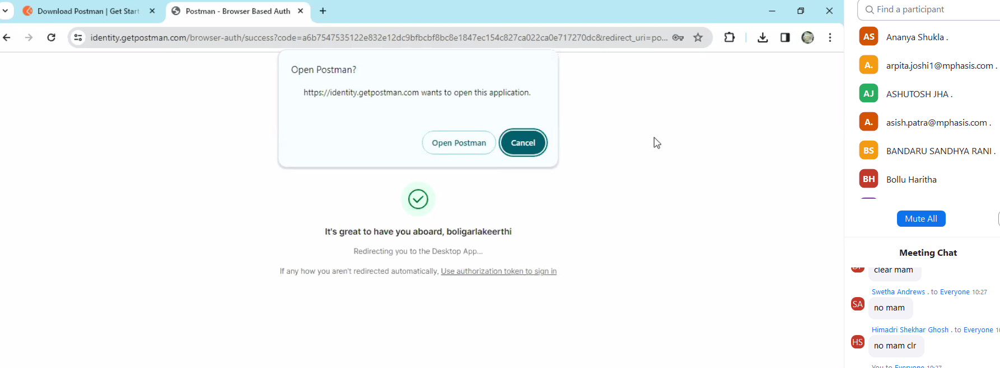 Download Postman | Get Start
Postman - Browser Based Auth
identity.getpostman.com/browser-auth/success?code=a6b7547535122e832e12dc9bfbcbf8bc8e1847ec154c827ca022ca0e717270dc&redirect_uri=po...
Open Postman?
https://identity.getpostman.com wants to open this application.
Open Postman
Cancel
It's great to have you aboard, boligarlakeerthi
Redirecting you to the Desktop App...
If any how you aren't redirected automatically, Use authorization token to sign in
Find a participant
AS Ananya Shukla .
A. arpita.joshi1@mphasis.com .
AJ ASHUTOSH JHA .
A. asish.patra@mphasis.com .
BS BANDARU SANDHYA RANI .
BH Bollu Haritha
Mute All
Meeting Chat
clear mam
Swetha Andrews . to Everyone 10:27
SA no mam
Himadri Shekhar Ghosh . to Everyone
HS no mam clr
You to Everyone 10:27